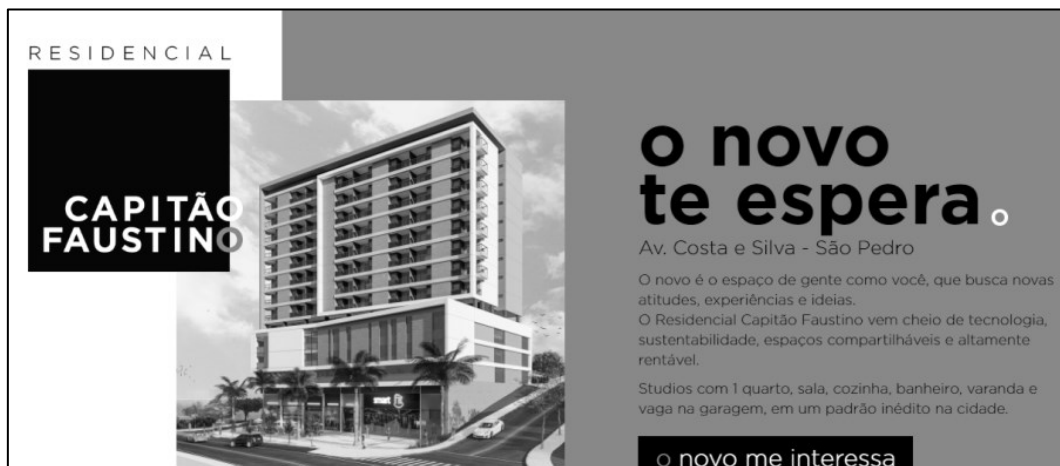 RESIDENCIAL
CAPITÃO
FAUSTINO
smart fit
o novo
te espera.
Av. Costa e Silva - São Pedro
O novo é o espaço de gente como você, que busca novas
atitudes, experiências e ideias.
O Residencial Capitão Faustino vem cheio de tecnologia,
sustentabilidade, espaços compartilháveis e altamente
rentável.
Studios com 1 quarto, sala, cozinha, banheiro, varanda e
vaga na garagem, em um padrão inédito na cidade.
o novo me interessa